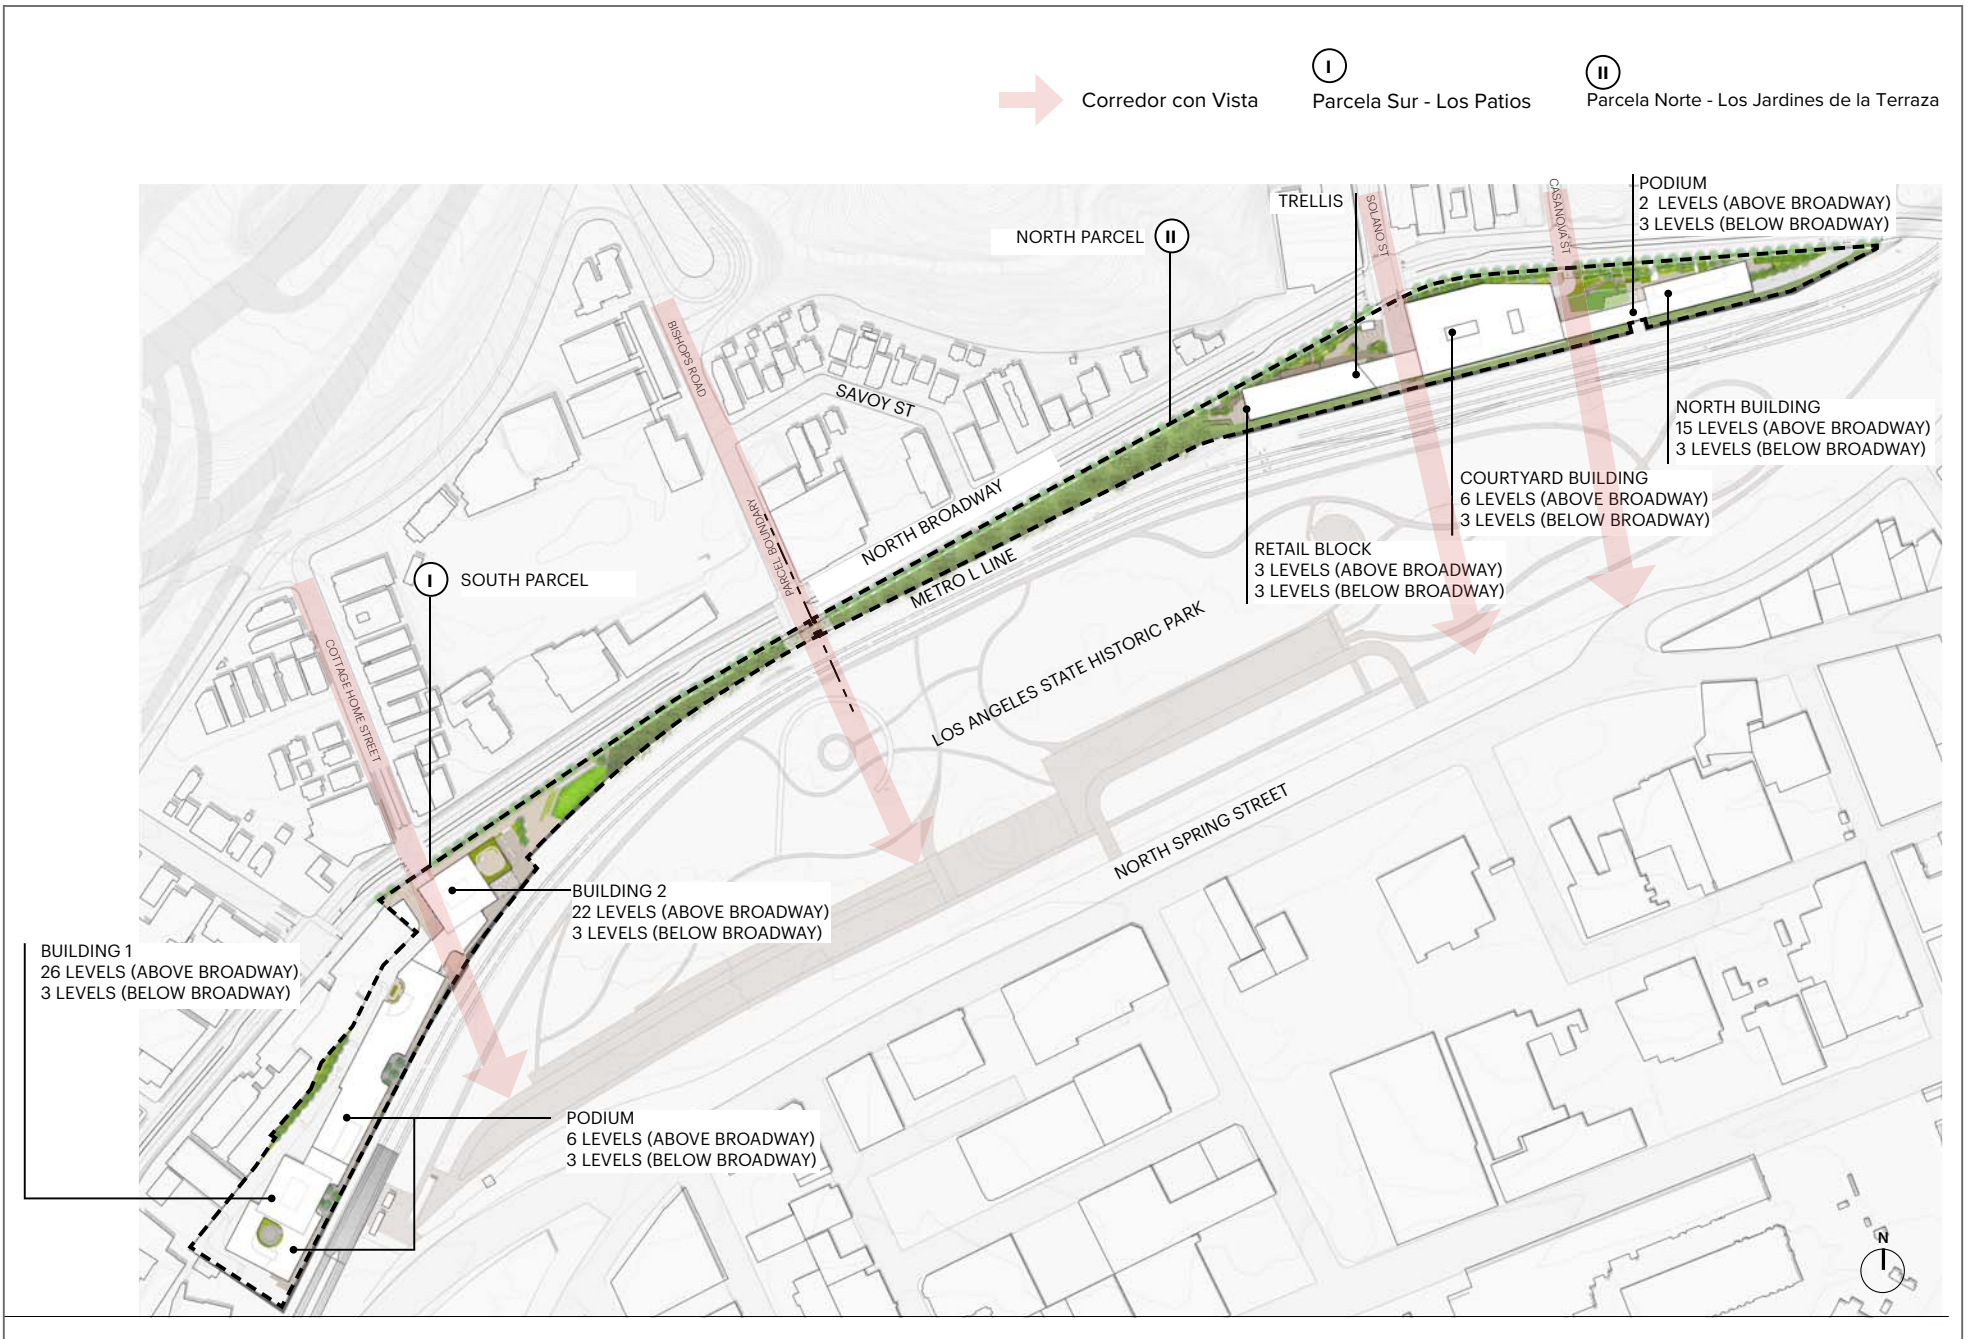 Corredor con Vista
I
Parcela Sur - Los Patios
II
Parcela Norte - Los Jardines de la Terraza
TRELLIS
SOLANO ST
CASANOVA ST
PODIUM
2 LEVELS (ABOVE BROADWAY)
3 LEVELS (BELOW BROADWAY)
NORTH PARCEL
II
BISHOPS ROAD
SAVOY ST
NORTH BUILDING
15 LEVELS (ABOVE BROADWAY)
3 LEVELS (BELOW BROADWAY)
COURTYARD BUILDING
6 LEVELS (ABOVE BROADWAY)
3 LEVELS (BELOW BROADWAY)
RETAIL BLOCK
3 LEVELS (ABOVE BROADWAY)
3 LEVELS (BELOW BROADWAY)
PARCEL BOUNDARY
NORTH BROADWAY
METRO L LINE
I
SOUTH PARCEL
LOS ANGELES STATE HISTORIC PARK
COTTAGE HOME STREET
NORTH SPRING STREET
BUILDING 2
22 LEVELS (ABOVE BROADWAY)
3 LEVELS (BELOW BROADWAY)
BUILDING 1
26 LEVELS (ABOVE BROADWAY)
3 LEVELS (BELOW BROADWAY)
PODIUM
6 LEVELS (ABOVE BROADWAY)
3 LEVELS (BELOW BROADWAY)
N